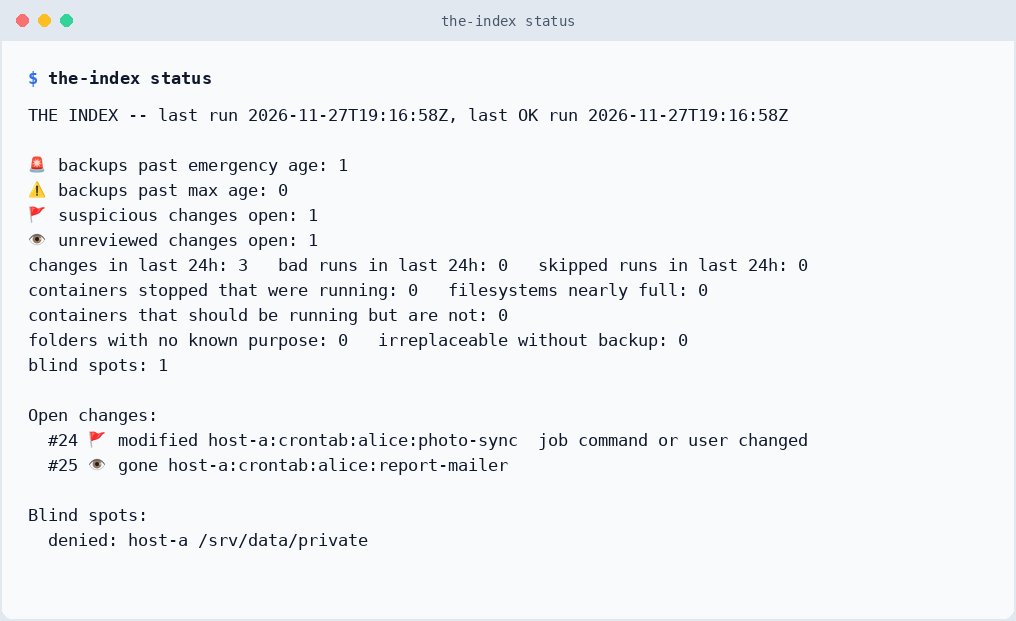 the-index status
$ the-index status
THE INDEX -- last run 2026-11-27T19:16:58Z, last OK run 2026-11-27T19:16:58Z
🚨 backups past emergency age: 1
⚠️ backups past max age: 0
🚩 suspicious changes open: 1
👁️ unreviewed changes open: 1
changes in last 24h: 3   bad runs in last 24h: 0   skipped runs in last 24h: 0
containers stopped that were running: 0   filesystems nearly full: 0
containers that should be running but are not: 0
folders with no known purpose: 0   irreplaceable without backup: 0
blind spots: 1
Open changes:
  #24 🚩 modified host-a:crontab:alice:photo-sync  job command or user changed
  #25 👁️ gone host-a:crontab:alice:report-mailer
Blind spots:
  denied: host-a /srv/data/private